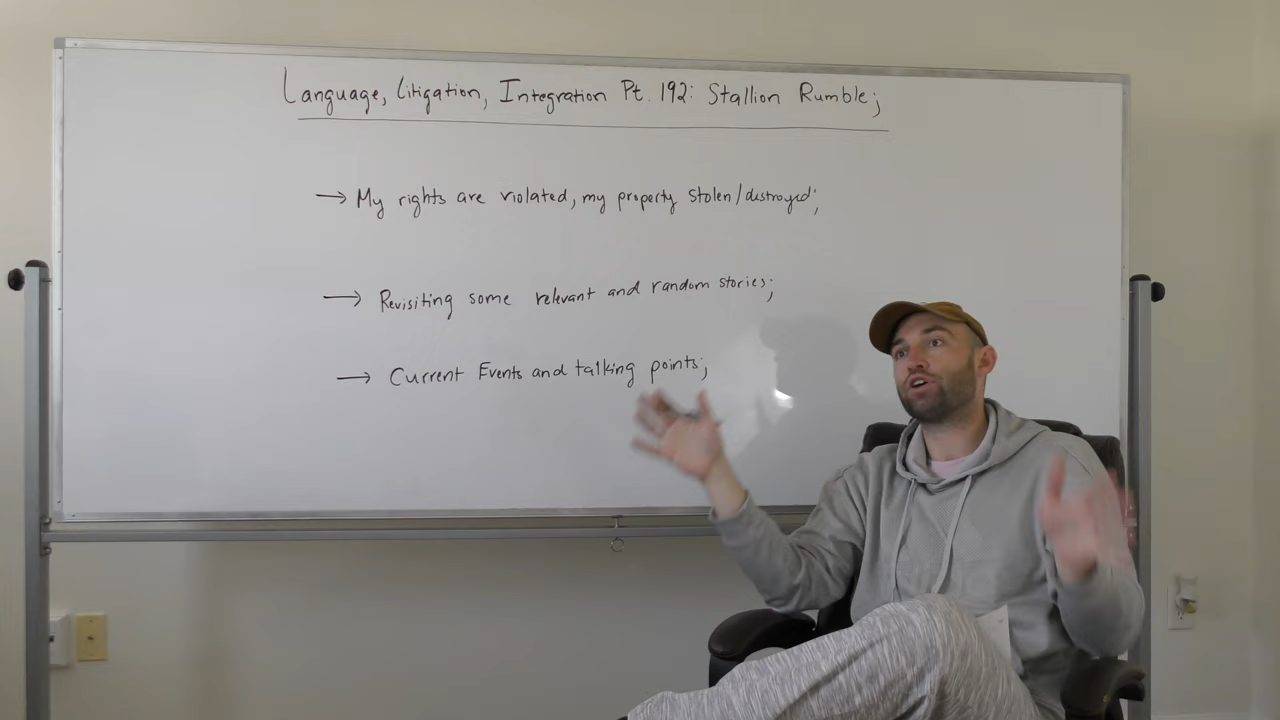 Language, Litigation, Integration Pt. 192: Stallion Rumble;
→ My rights are violated, my property stolen/destroyed;
→ Revisiting some relevant and random stories;
→ Current Events and talking points;